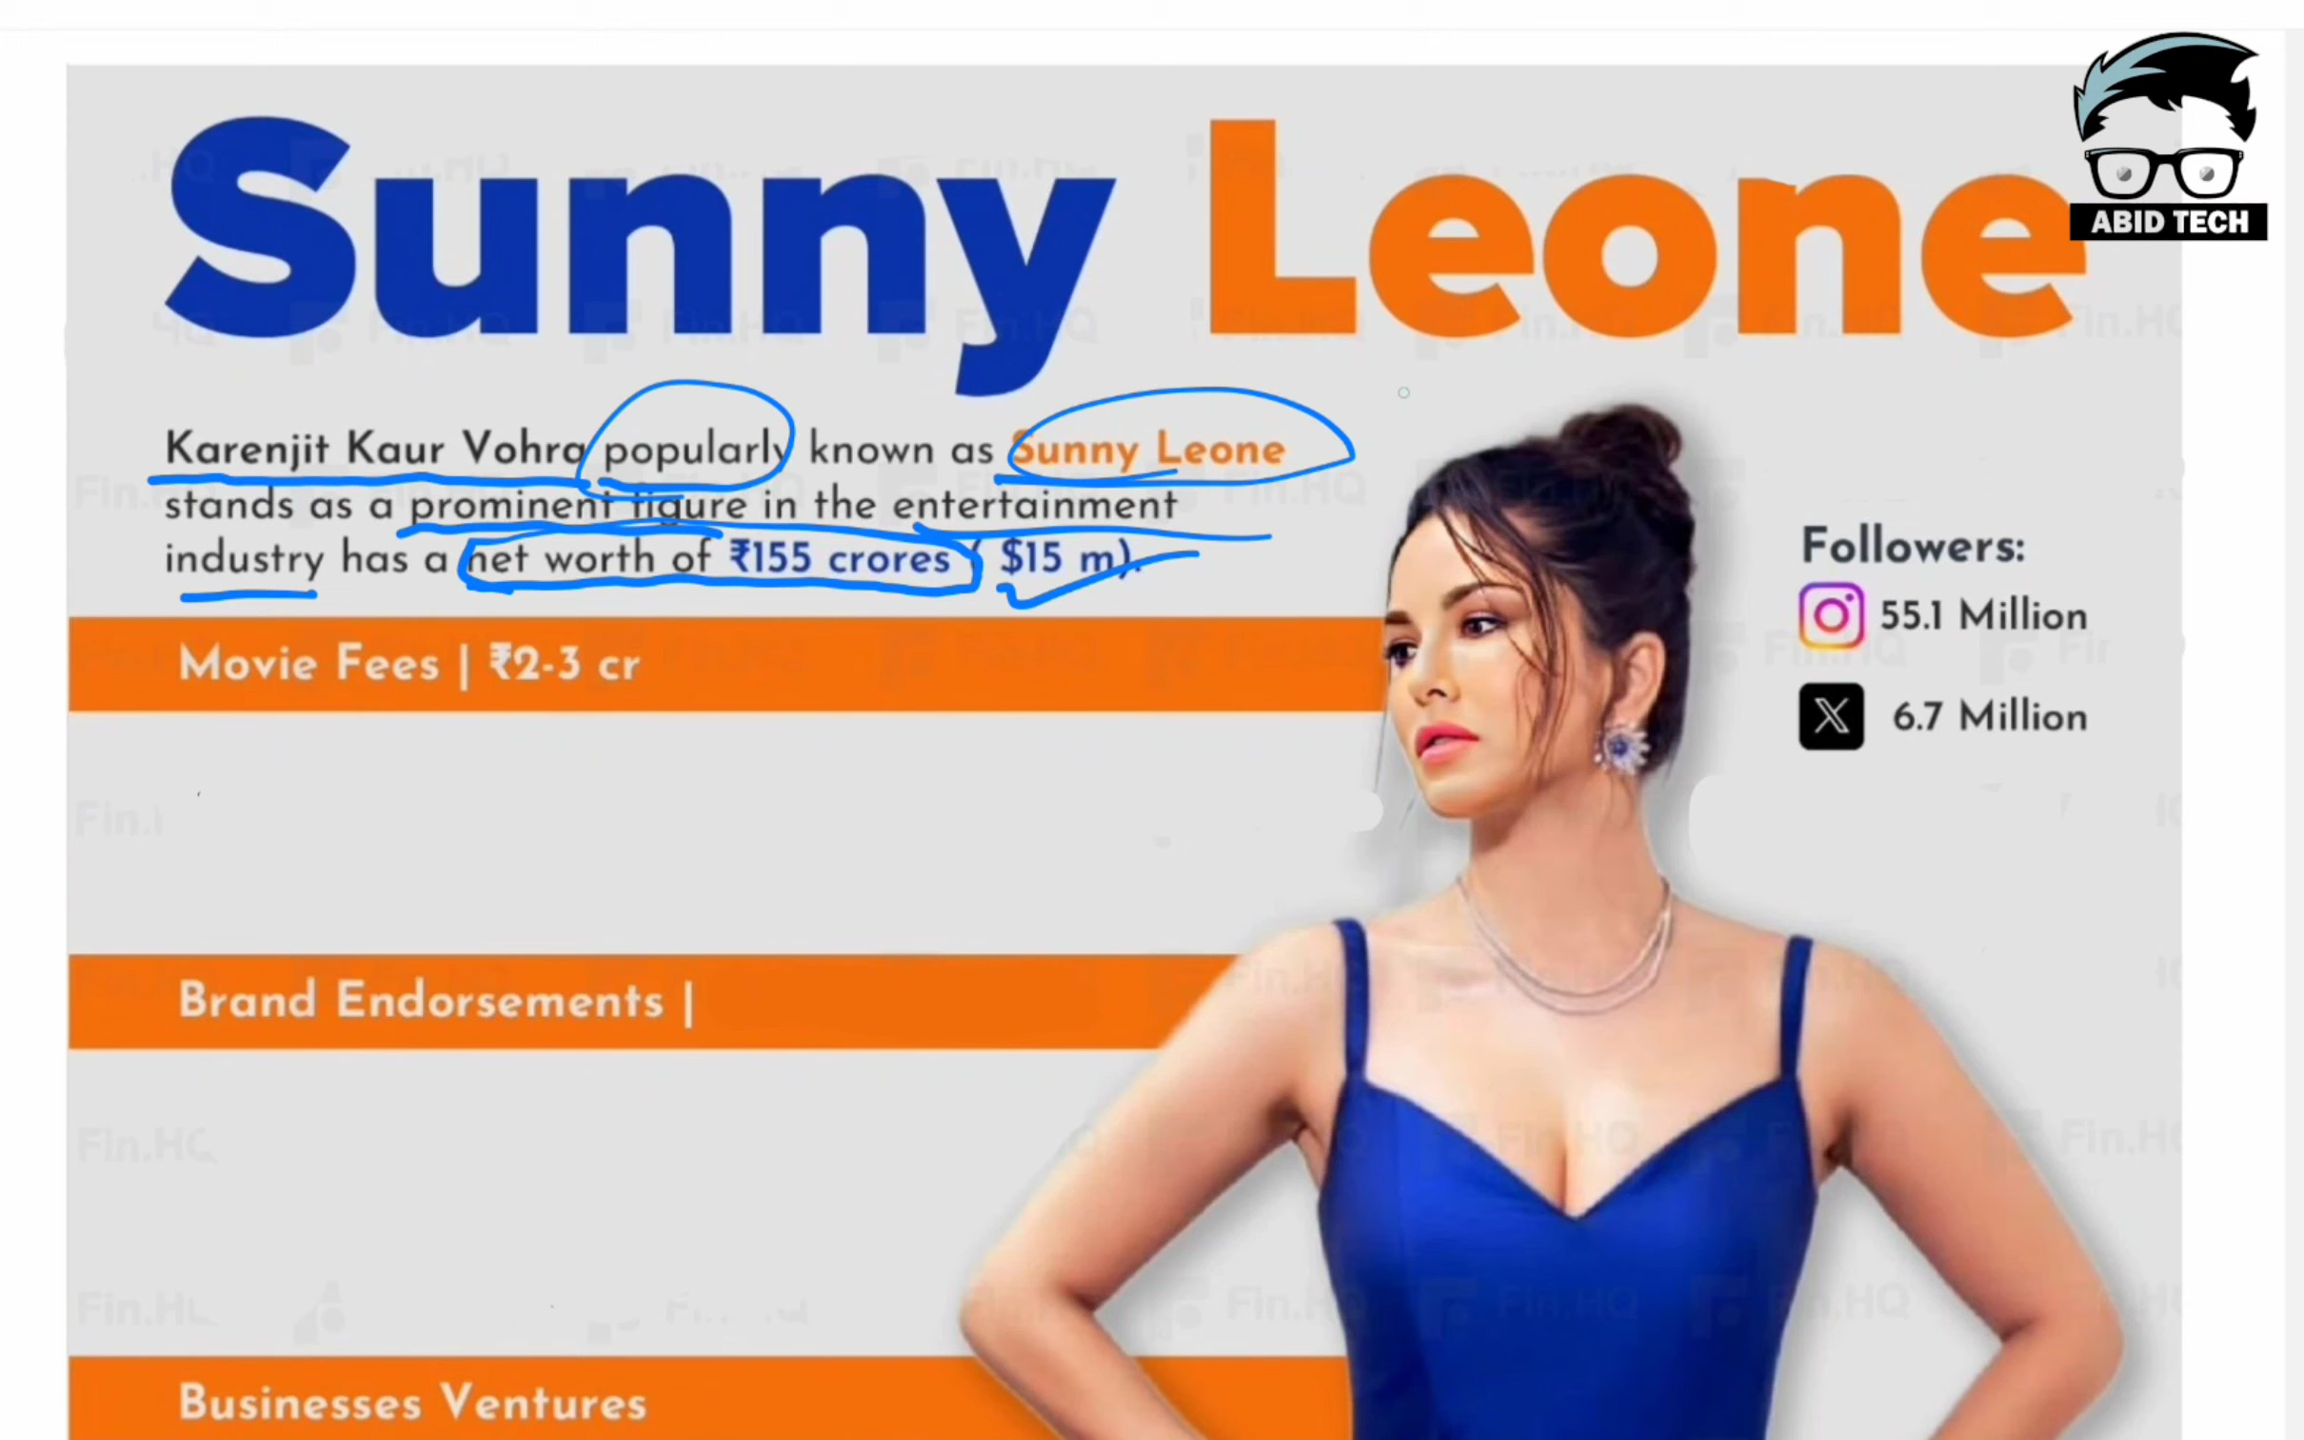 Sunny Leone
ABID TECH
Karenjit Kaur Vohra popularly known as Sunny Leone
stands as a prominent figure in the entertainment
industry has a net worth of ₹155 crores ( $15 m).
Followers:
55.1 Million
6.7 Million
Movie Fees | ₹2-3 cr
Brand Endorsements |
Businesses Ventures
Fin.HQ